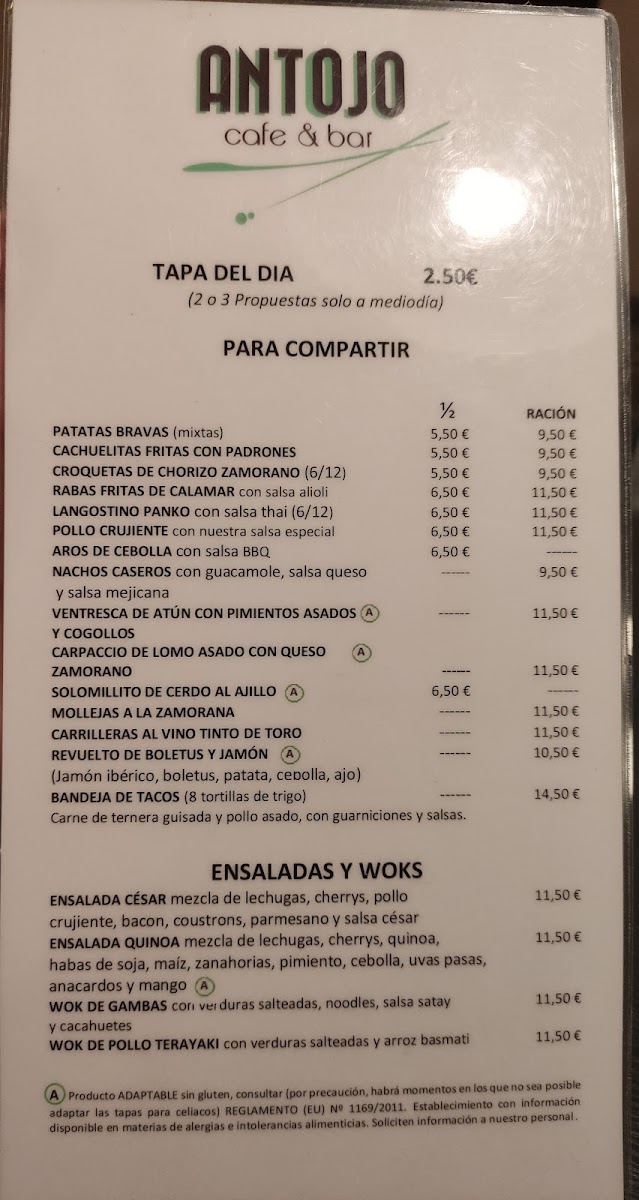 ANTOJO
cafe & bar
TAPA DEL DIA 2.50€
(2 o 3 Propuestas solo a mediodía)
PARA COMPARTIR
½ RACIÓN
PATATAS BRAVAS (mixtas) 5,50 € 9,50 €
CACHUELITAS FRITAS CON PADRONES 5,50 € 9,50 €
CROQUETAS DE CHORIZO ZAMORANO (6/12) 5,50 € 9,50 €
RABAS FRITAS DE CALAMAR con salsa alioli 6,50 € 11,50 €
LANGOSTINO PANKO con salsa thai (6/12) 6,50 € 11,50 €
POLLO CRUJIENTE con nuestra salsa especial 6,50 € 11,50 €
AROS DE CEBOLLA con salsa BBQ 6,50 € ------
NACHOS CASEROS con guacamole, salsa queso ------ 9,50 €
y salsa mejicana
VENTRESCA DE ATÚN CON PIMIENTOS ASADOS A ------ 11,50 €
Y COGOLLOS
CARPACCIO DE LOMO ASADO CON QUESO A
ZAMORANO ------ 11,50 €
SOLOMILLITO DE CERDO AL AJILLO A 6,50 € ------
MOLLEJAS A LA ZAMORANA ------ 11,50 €
CARRILLERAS AL VINO TINTO DE TORO ------ 11,50 €
REVUELTO DE BOLETUS Y JAMÓN A ------ 10,50 €
(Jamón ibérico, boletus, patata, cebolla, ajo)
BANDEJA DE TACOS (8 tortillas de trigo) ------ 14,50 €
Carne de ternera guisada y pollo asado, con guarniciones y salsas.
ENSALADAS Y WOKS
ENSALADA CÉSAR mezcla de lechugas, cherrys, pollo 11,50 €
crujiente, bacon, coustrons, parmesano y salsa césar
ENSALADA QUINOA mezcla de lechugas, cherrys, quinoa, 11,50 €
habas de soja, maíz, zanahorias, pimiento, cebolla, uvas pasas,
anacardos y mango A
WOK DE GAMBAS con verduras salteadas, noodles, salsa satay 11,50 €
y cacahuetes
WOK DE POLLO TERAYAKI con verduras salteadas y arroz basmati 11,50 €
A Producto ADAPTABLE sin gluten, consultar (por precaución, habrá momentos en los que no sea posible
adaptar las tapas para celiacos) REGLAMENTO (EU) Nº 1169/2011. Establecimiento con información
disponible en materias de alergias e intolerancias alimenticias. Soliciten información a nuestro personal.